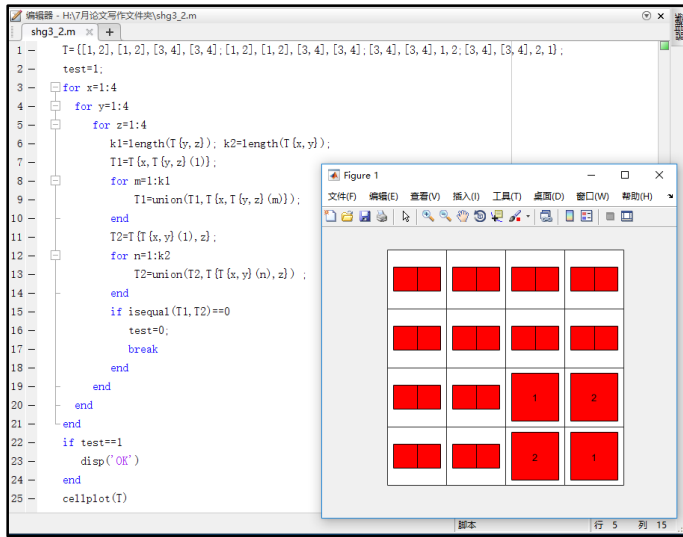 编辑器 - H:\7月论文写作文件夹\shg3_2.m
shg3_2.m × +
1 - T={[1,2],[1,2],[3,4],[3,4];[1,2],[1,2],[3,4],[3,4];[3,4],[3,4],1,2;[3,4],[3,4],2,1};
2 - test=1;
3 - for x=1:4
4 - for y=1:4
5 - for z=1:4
6 - k1=length(T{y,z}); k2=length(T{x,y});
7 - T1=T{x,T{y,z}(1)};
8 - for m=1:k1
9 - T1=union(T1,T{x,T{y,z}(m)});
10 - end
11 - T2=T{T{x,y}(1),z};
12 - for n=1:k2
13 - T2=union(T2,T{T{x,y}(n),z}) ;
14 - end
15 - if isequal(T1,T2)==0
16 - test=0;
17 - break
18 - end
19 - end
20 - end
21 - end
22 - if test==1
23 - disp('OK')
24 - end
25 - cellplot(T)
Figure 1
文件(F) 编辑(E) 查看(V) 插入(I) 工具(T) 桌面(D) 窗口(W) 帮助(H)
1 2
2 1
脚本 行 5 列 15